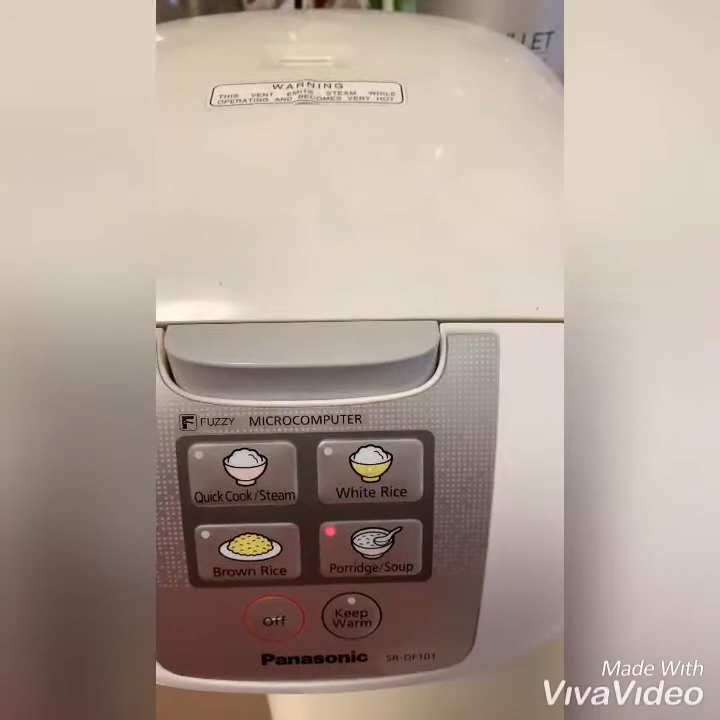 LLET
WARNING
THIS VENT EMITS STEAM WHILE
OPERATING AND BECOMES VERY HOT
F FUZZY MICROCOMPUTER
Quick Cook/Steam
White Rice
Brown Rice
Porridge/Soup
Off
Keep
Warm
Panasonic SR-DF101
Made With
VivaVideo